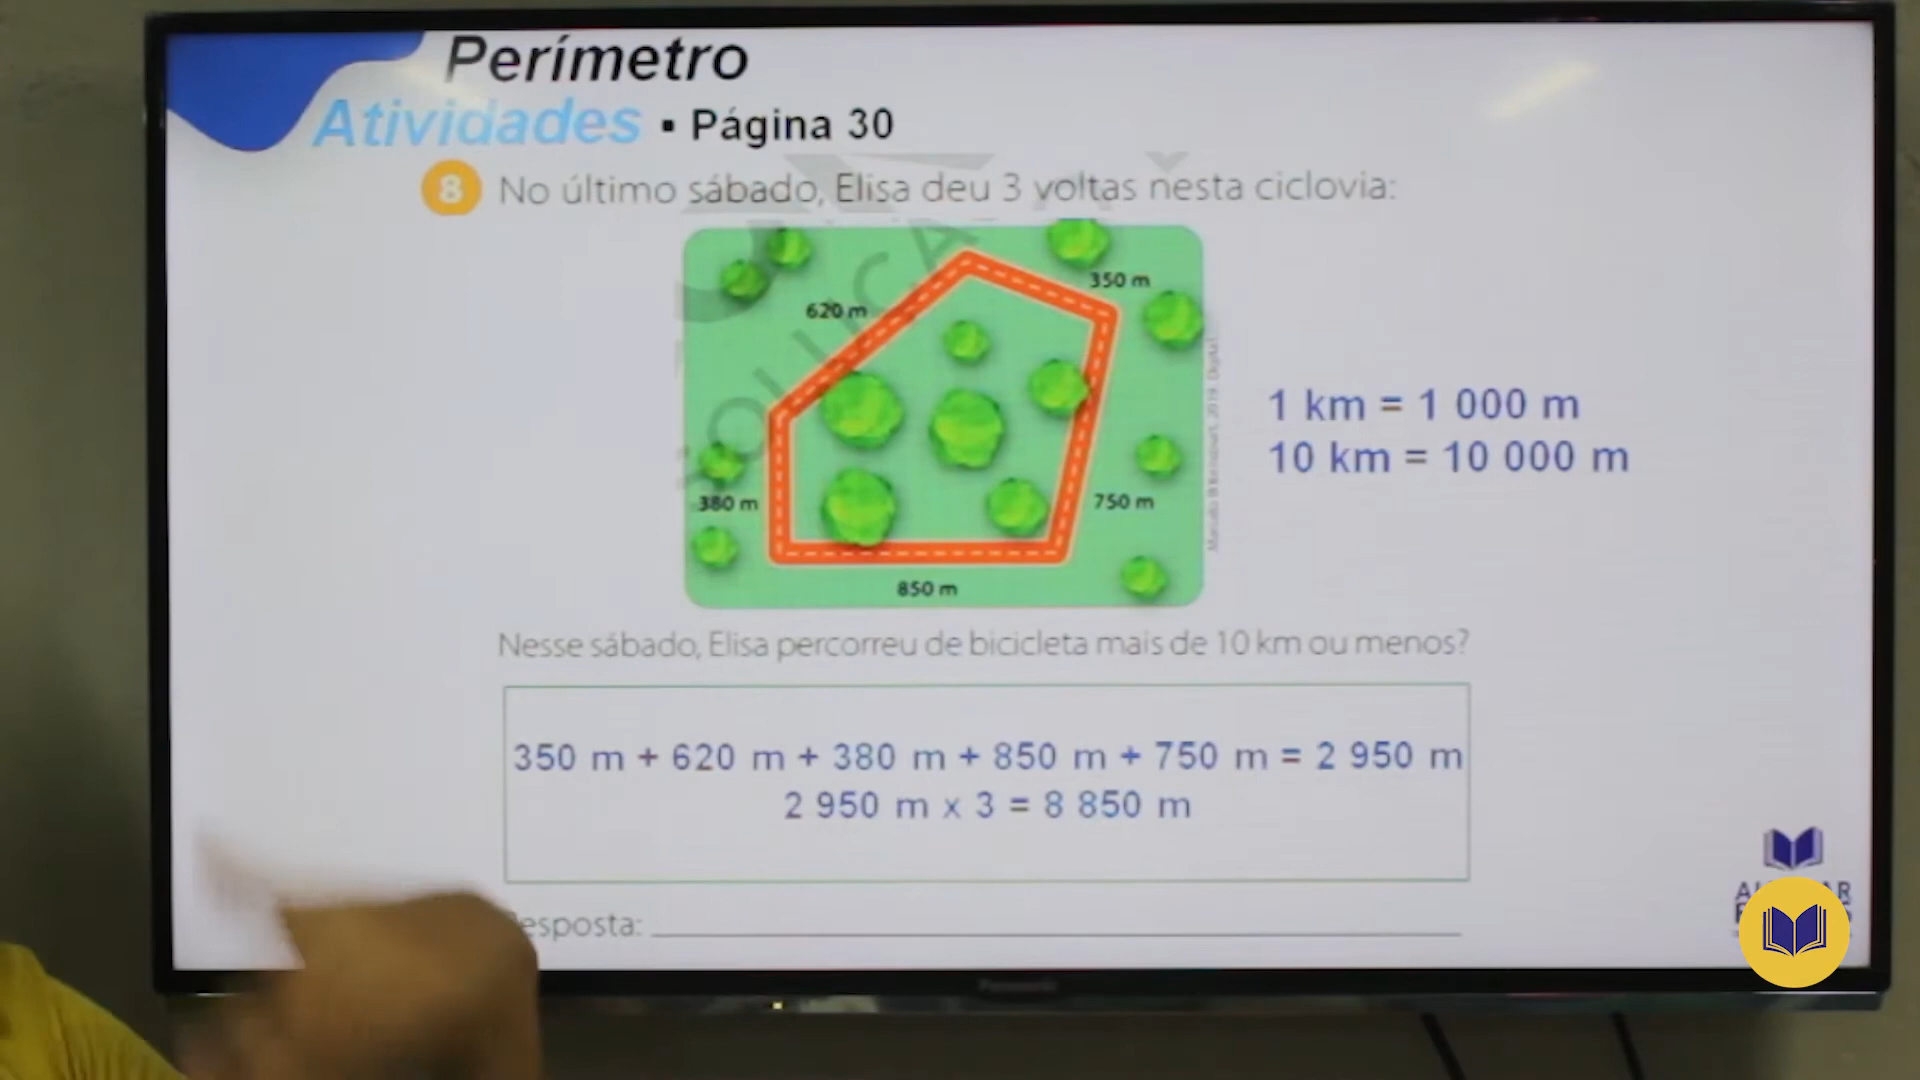 Perímetro
Atividades ▪ Página 30
8 No último sábado, Elisa deu 3 voltas nesta ciclovia:
350 m
620 m
380 m
750 m
850 m
1 km = 1 000 m
10 km = 10 000 m
Nesse sábado, Elisa percorreu de bicicleta mais de 10 km ou menos?
350 m + 620 m + 380 m + 850 m + 750 m = 2 950 m
2 950 m x 3 = 8 850 m
esposta:
Panasonic